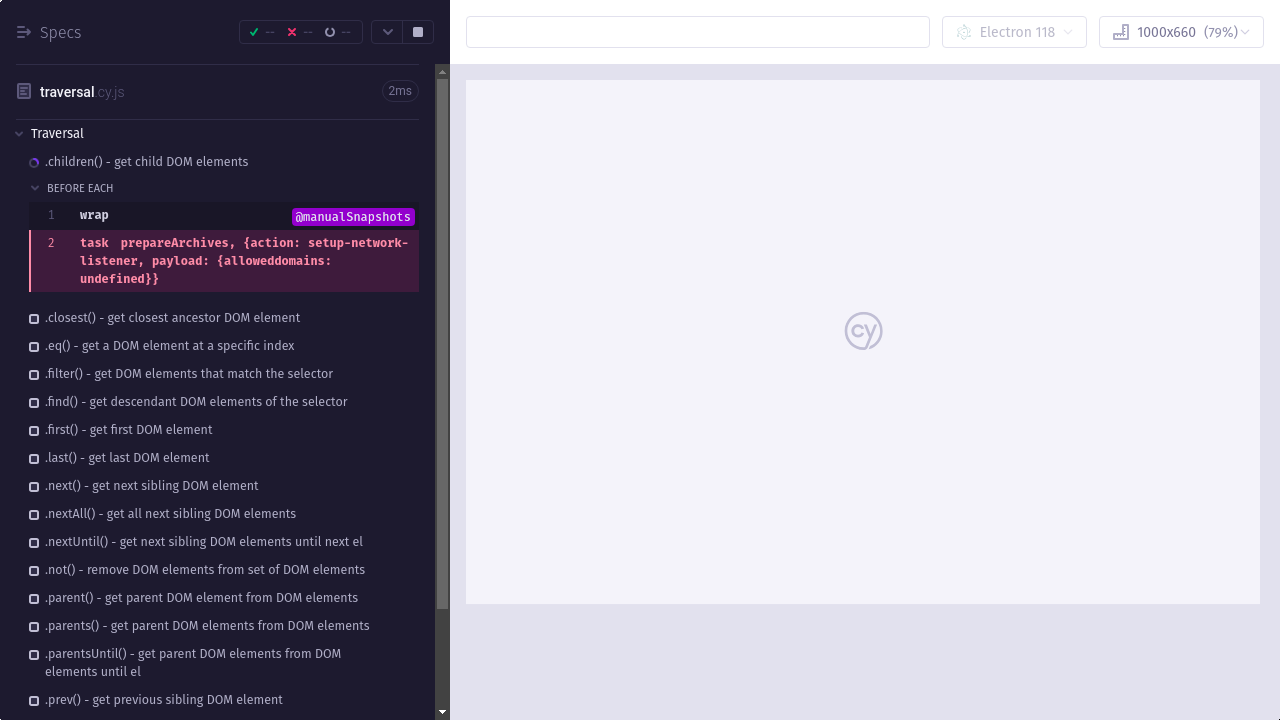 Specs
--
--
--
Electron 118
1000x660 (79%)
traversal.cy.js
2ms
Traversal
.children() - get child DOM elements
BEFORE EACH
1 wrap @manualSnapshots
2 task prepareArchives, {action: setup-network-
listener, payload: {alloweddomains:
undefined}}
.closest() - get closest ancestor DOM element
.eq() - get a DOM element at a specific index
.filter() - get DOM elements that match the selector
.find() - get descendant DOM elements of the selector
.first() - get first DOM element
.last() - get last DOM element
.next() - get next sibling DOM element
.nextAll() - get all next sibling DOM elements
.nextUntil() - get next sibling DOM elements until next el
.not() - remove DOM elements from set of DOM elements
.parent() - get parent DOM element from DOM elements
.parents() - get parent DOM elements from DOM elements
.parentsUntil() - get parent DOM elements from DOM
elements until el
.prev() - get previous sibling DOM element
cy